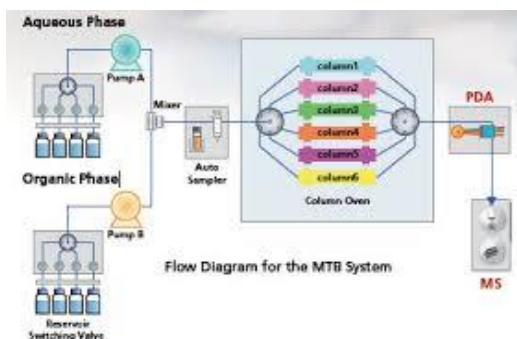 Aqueous Phase
Pump A
Mixer
Organic Phase
Pump B
Reservoir
Switching Valve
Auto
Sampler
column1
column2
column3
column4
column5
column6
Column Oven
PDA
MS
Flow Diagram for the MTB System